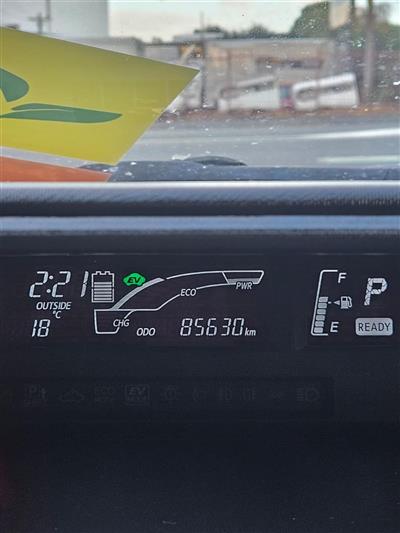 2:21
OUTSIDE
18 °C
EV
ECO
PWR
CHG
ODO 85630 km
F
E
P
READY